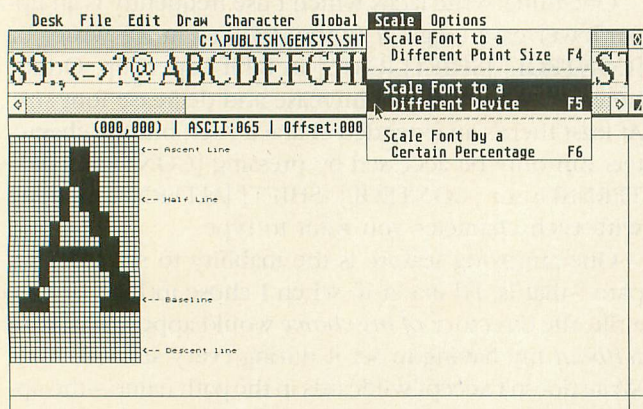 Desk File Edit Draw Character Global Scale Options
C:\PUBLISH\GEMSYS\SHT
Scale Font to a
Different Point Size F4
89:;<=>?@ABCDEFGHI
ST
Scale Font to a
Different Device F5
(000,000) | ASCII:065 | Offset:000
Scale Font by a
Certain Percentage F6
<-- Ascent Line
<-- Half Line
<-- Baseline
<-- Descent line